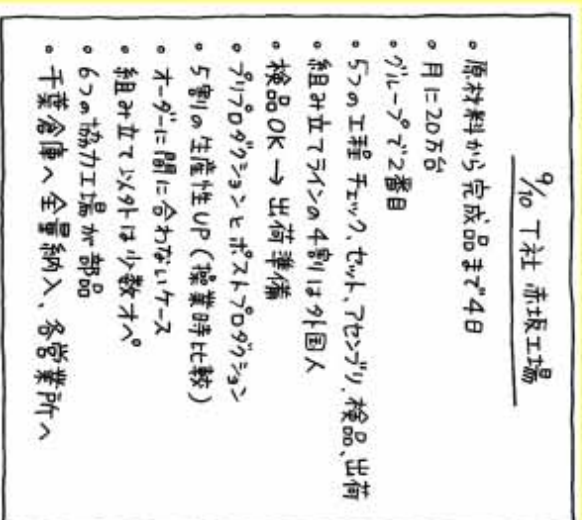 9/10 T社 赤坂工場
・原材料から完成品まで4日
・月に20万台
・グループで2番目
・5つの工程 チェック、セット、アセンブリ、検品、出荷
・組み立てラインの4割は外国人
・検品OK → 出荷準備
・プリプロダクションとポストプロダクション
・5割の生産性UP(操業時比較)
・オーダーに間に合わないケース
・組み立て以外は少数オペ
・6つの協力工場が部品
・千葉倉庫へ全量納入、各営業所へ